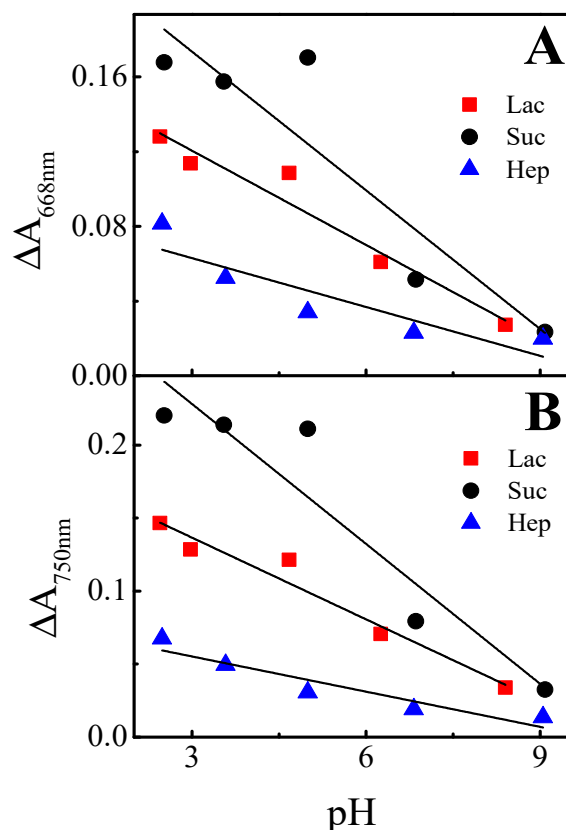 A
0.16
Lac
Suc
Hep
ΔA668nm
0.08
0.00
B
0.2
Lac
Suc
Hep
ΔA750nm
0.1
0.0
3 6 9
pH